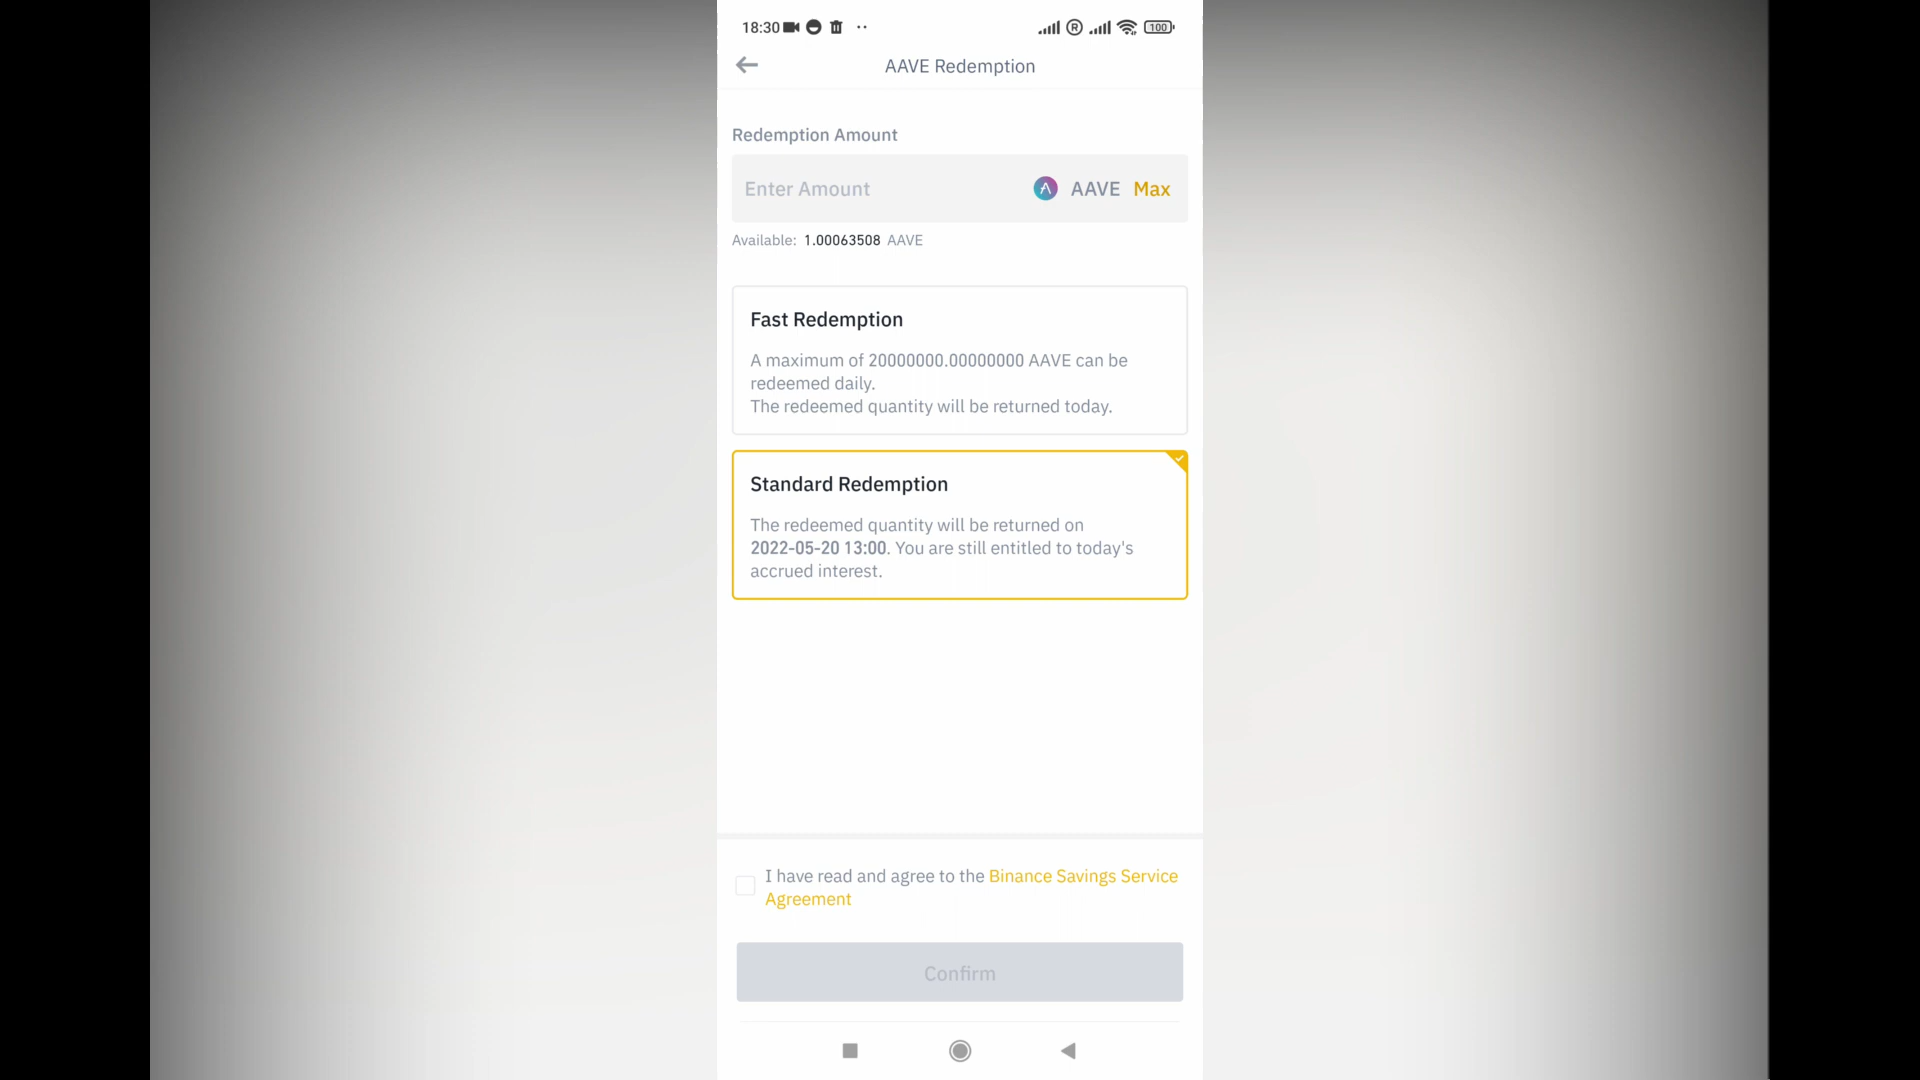 18:30
100
AAVE Redemption
Redemption Amount
Enter Amount AAVE Max
Available: 1.00063508 AAVE
Fast Redemption
A maximum of 20000000.00000000 AAVE can be
redeemed daily.
The redeemed quantity will be returned today.
Standard Redemption
The redeemed quantity will be returned on
2022-05-20 13:00. You are still entitled to today's
accrued interest.
I have read and agree to the Binance Savings Service
Agreement
Confirm